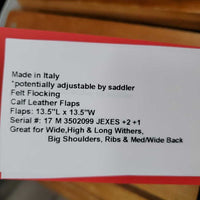 Made in Italy
*potentially adjustable by saddler
Felt Flocking
Calf Leather Flaps
Flaps: 13.5"L x 13.5"W
Serial #: 17 M 3502099 JEXES +2 +1
Great for Wide,High & Long Withers,
Big Shoulders, Ribs & Med/Wide Back